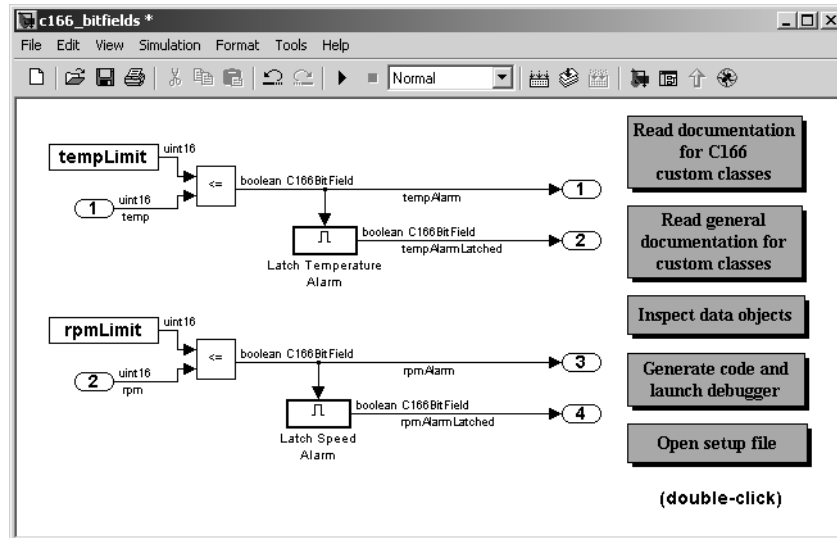 c166_bitfields *
File Edit View Simulation Format Tools Help
Normal
tempLimit
uint16
<=
1
uint16
temp
boolean C166BitField
tempAlarm
1
boolean C166BitField
tempAlarmLatched
2
Latch Temperature
Alarm
rpmLimit
uint16
<=
2
uint16
rpm
boolean C166BitField
rpmAlarm
3
boolean C166BitField
rpmAlarmLatched
4
Latch Speed
Alarm
Read documentation
for C166
custom classes
Read general
documentation for
custom classes
Inspect data objects
Generate code and
launch debugger
Open setup file
(double-click)